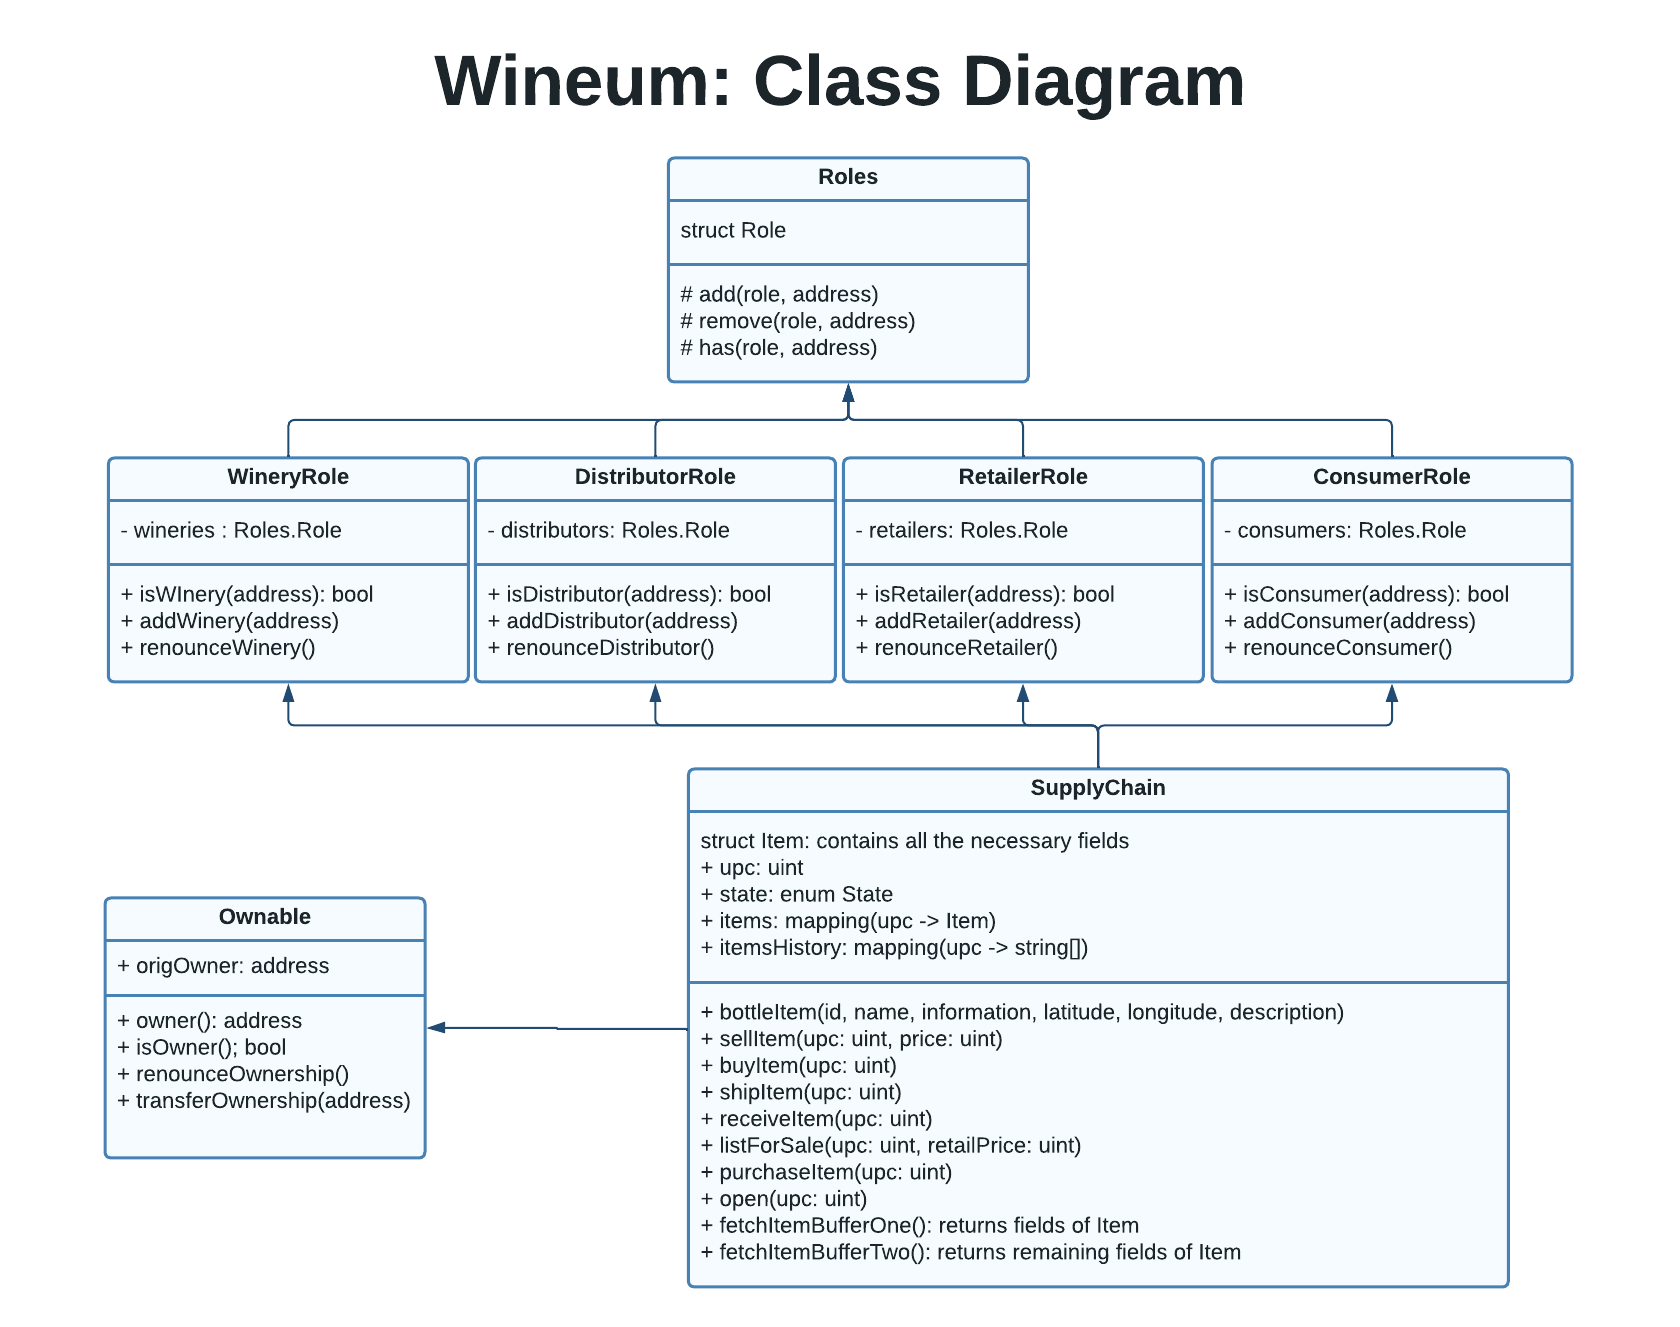 Wineum: Class Diagram
Roles
struct Role
# add(role, address)
# remove(role, address)
# has(role, address)
WineryRole
- wineries : Roles.Role
+ isWInery(address): bool
+ addWinery(address)
+ renounceWinery()
DistributorRole
- distributors: Roles.Role
+ isDistributor(address): bool
+ addDistributor(address)
+ renounceDistributor()
RetailerRole
- retailers: Roles.Role
+ isRetailer(address): bool
+ addRetailer(address)
+ renounceRetailer()
ConsumerRole
- consumers: Roles.Role
+ isConsumer(address): bool
+ addConsumer(address)
+ renounceConsumer()
SupplyChain
struct Item: contains all the necessary fields
+ upc: uint
+ state: enum State
+ items: mapping(upc -> Item)
+ itemsHistory: mapping(upc -> string[])
+ bottleItem(id, name, information, latitude, longitude, description)
+ sellItem(upc: uint, price: uint)
+ buyItem(upc: uint)
+ shipItem(upc: uint)
+ receiveItem(upc: uint)
+ listForSale(upc: uint, retailPrice: uint)
+ purchaseItem(upc: uint)
+ open(upc: uint)
+ fetchItemBufferOne(): returns fields of Item
+ fetchItemBufferTwo(): returns remaining fields of Item
Ownable
+ origOwner: address
+ owner(): address
+ isOwner(); bool
+ renounceOwnership()
+ transferOwnership(address)